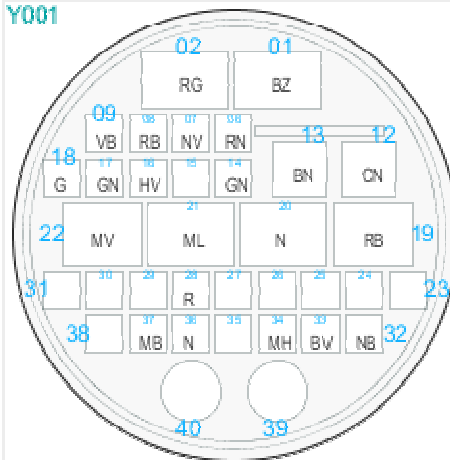 Y001
02 01
RG BZ
09 08 07 06
VB RB NV RN
13 12
18 17 16 15 14
G GN HV GN BN CN
21 20
22 MV ML N RB 19
31 30 29 28 27 26 25 24 23
R
38 37 36 35 34 33 32
MB N MH BV NB
40 39